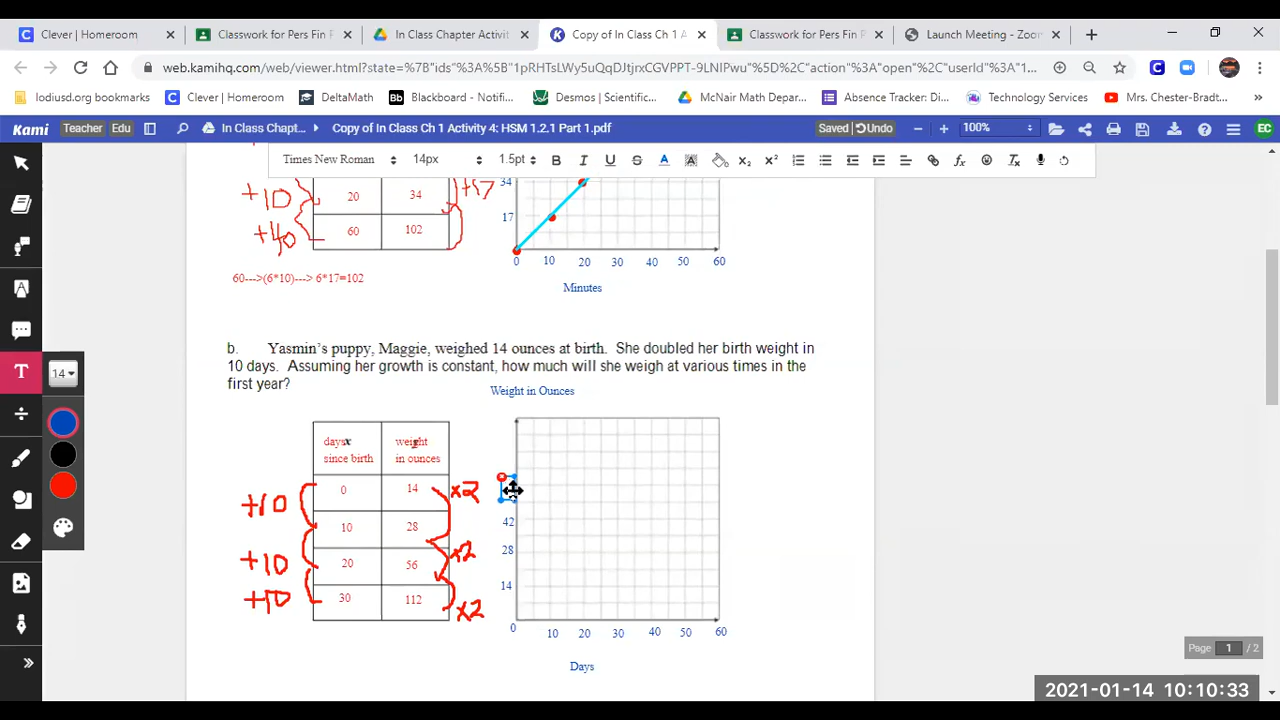 Clever | Homeroom
Classwork for Pers Fin P
In Class Chapter Activit
Copy of In Class Ch 1 A
Classwork for Pers Fin P
Launch Meeting - Zoom
web.kamihq.com/web/viewer.html?state=%7B"ids"%3A%5B"1pRHTsLWy5uQqDJtjrxCGVPPT-9LNIPwu"%5D%2C"action"%3A"open"%2C"userId"%3A"1...
lodiusd.org bookmar...
Clever | Homeroom
DeltaMath
Bb Blackboard - Notifi...
Desmos | Scientific...
McNair Math Depar...
Absence Tracker: Di...
Technology Services
Mrs. Chester-Bradt...
»
Kami Teacher Edu
In Class Chapt...
Copy of In Class Ch 1 Activity 4: HSM 1.2.1 Part 1.pdf
Saved Undo
100%
EC
Times New Roman 14px 1.5pt B I U S A A X₂ X² fx
T
14
+10 20 34 +17
+40 60 102
60--->(6*10)---> 6*17=102
34
17
0 10 20 30 40 50 60
Minutes
b. Yasmin's puppy, Maggie, weighed 14 ounces at birth. She doubled her birth weight in
10 days. Assuming her growth is constant, how much will she weigh at various times in the
first year?
Weight in Ounces
days x weight
since birth in ounces
0 14 x2
+10
10 28
x2
+10 20 56
+10 30 112
x2
42
28
14
0 10 20 30 40 50 60
Days
Page 1 / 2
2021-01-14 10:10:33